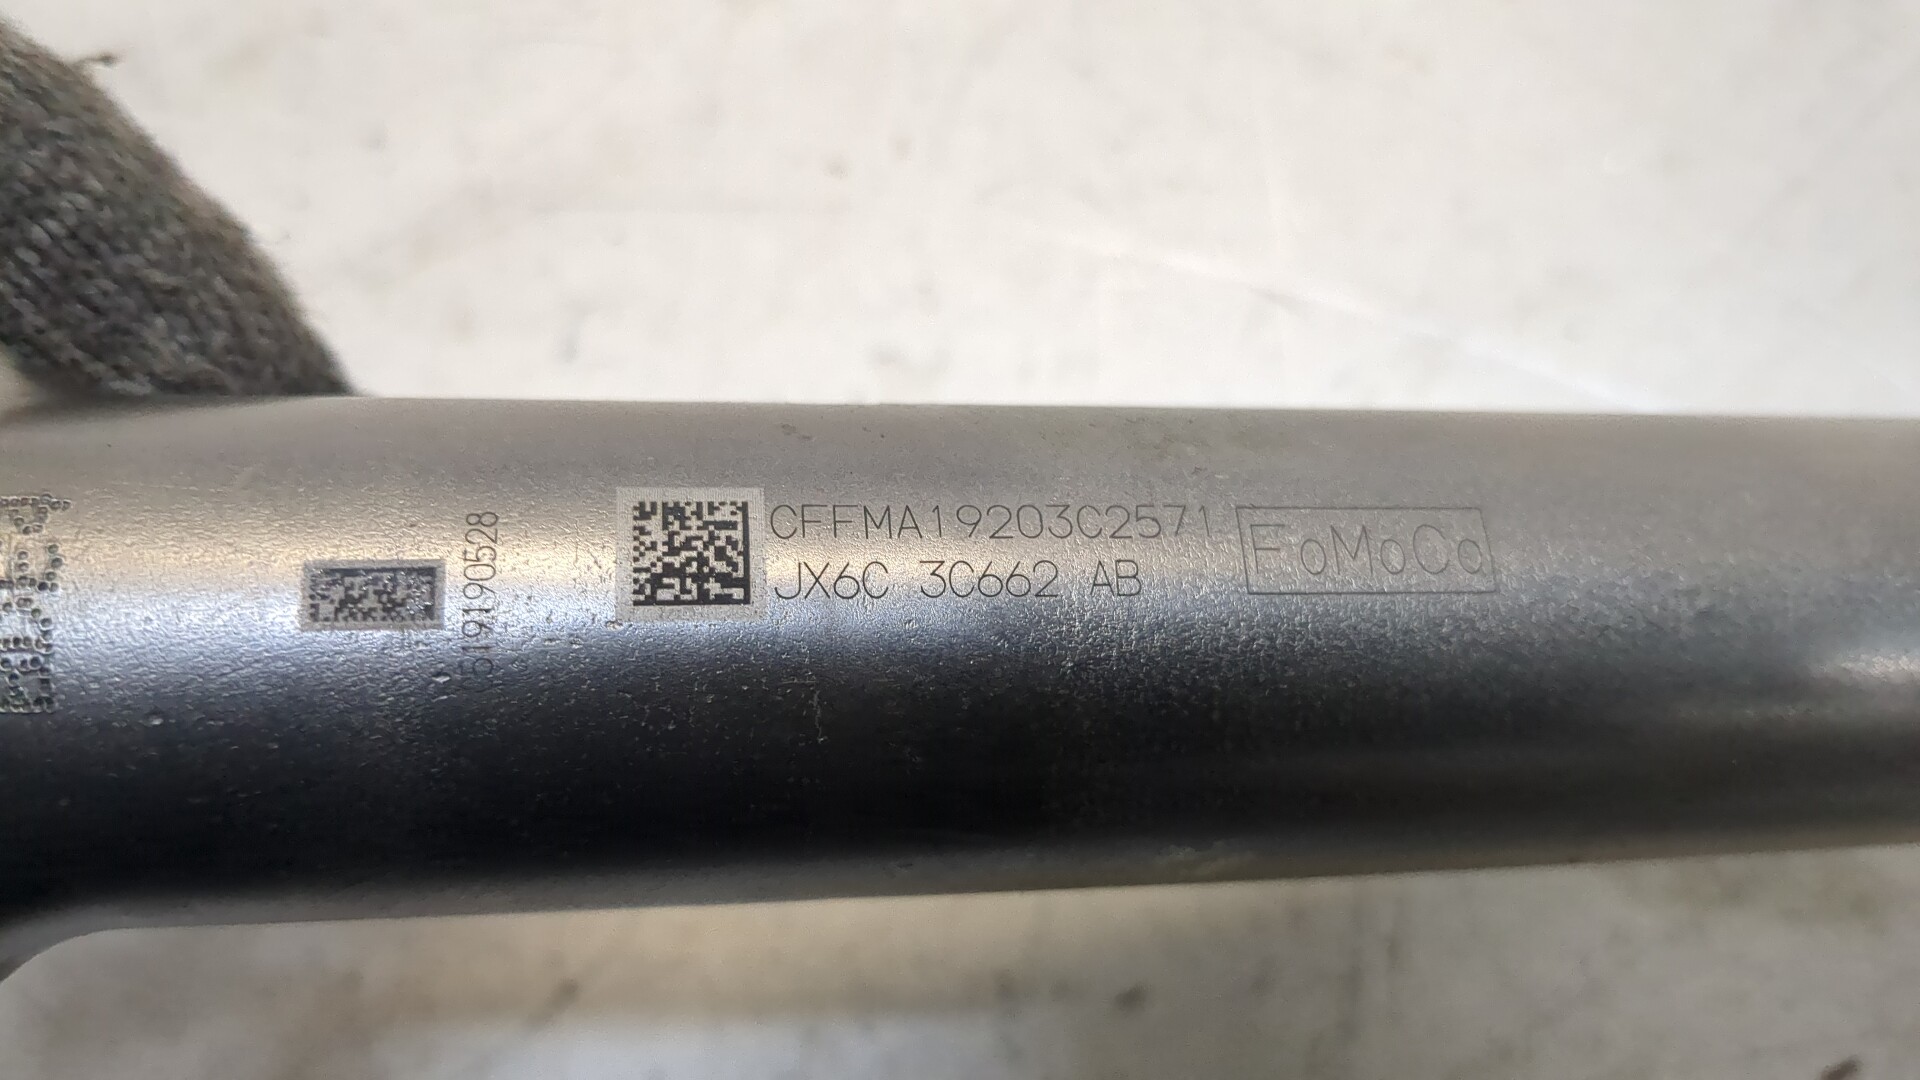 519190528
CFFMA19203C2571
JX6C 3C662 AB
FoMoCo